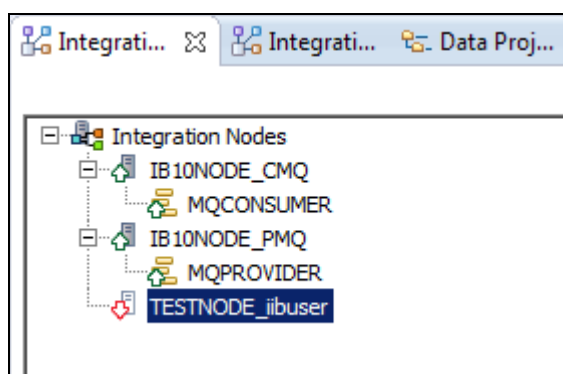 Integrati... Integrati... Data Proj...
Integration Nodes
IB10NODE_CMQ
MQCONSUMER
IB10NODE_PMQ
MQPROVIDER
TESTNODE_iibuser